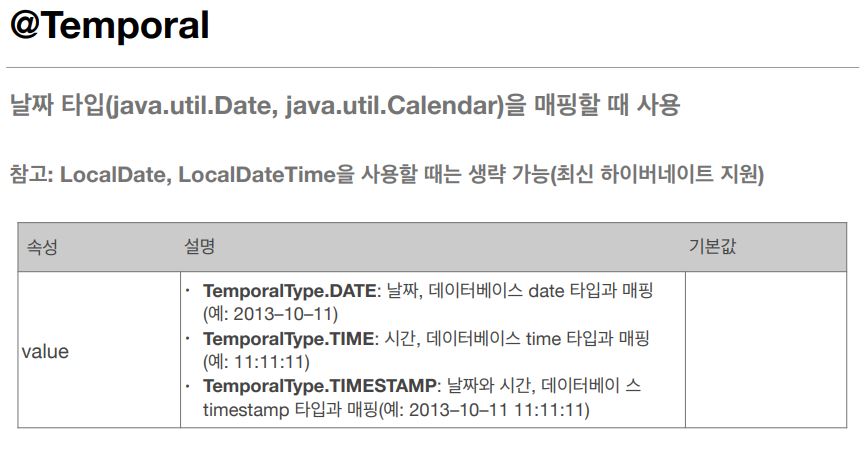 @Temporal
날짜 타입(java.util.Date, java.util.Calendar)을 매핑할 때 사용
참고: LocalDate, LocalDateTime을 사용할 때는 생략 가능(최신 하이버네이트 지원)
속성 설명 기본값
value
· TemporalType.DATE: 날짜, 데이터베이스 date 타입과 매핑
(예: 2013–10–11)
· TemporalType.TIME: 시간, 데이터베이스 time 타입과 매핑
(예: 11:11:11)
· TemporalType.TIMESTAMP: 날짜와 시간, 데이터베이 스
timestamp 타입과 매핑(예: 2013–10–11 11:11:11)